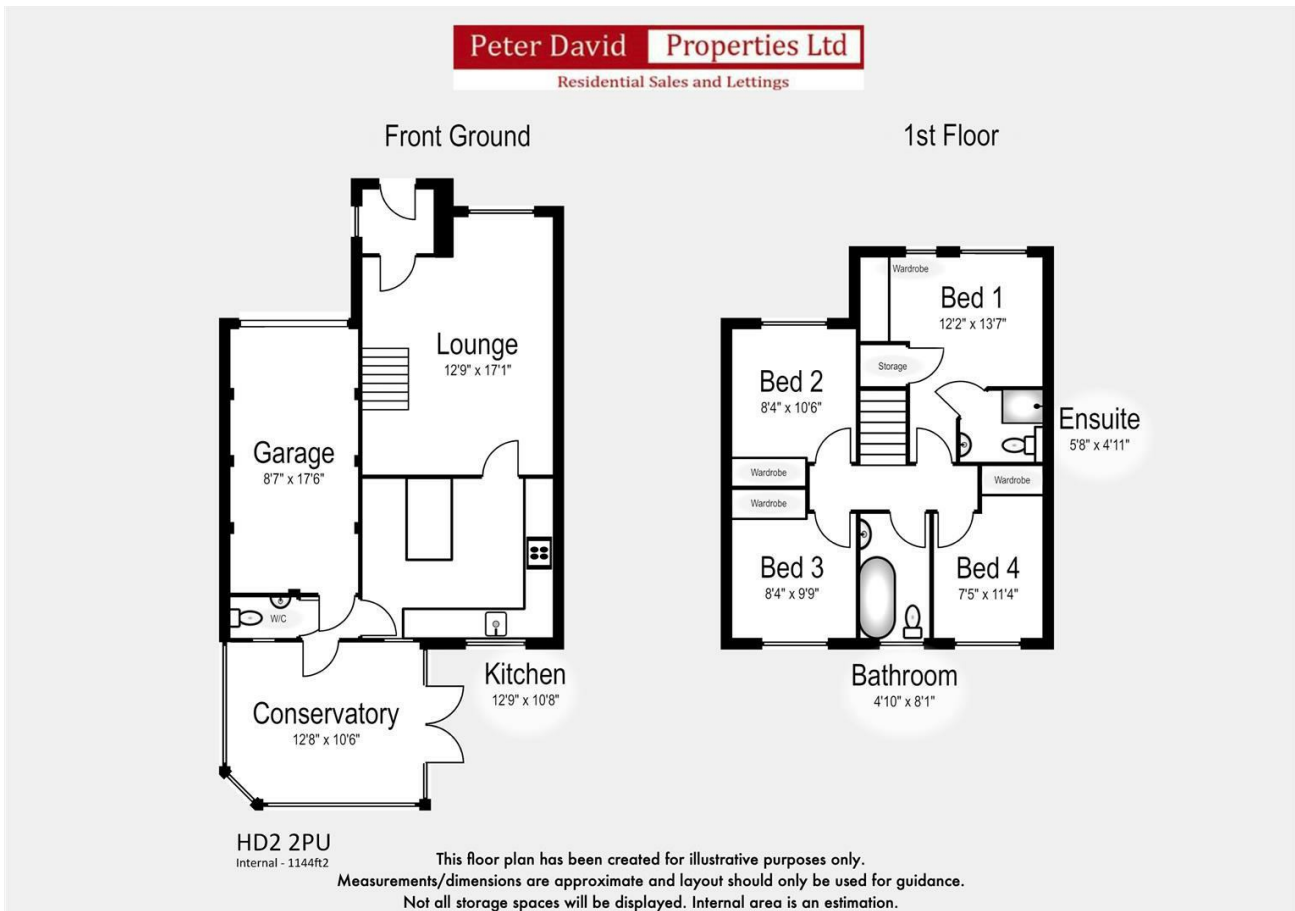 Peter David Properties Ltd
Residential Sales and Lettings
Front Ground
1st Floor
Lounge
12'9" x 17'1"
Garage
8'7" x 17'6"
W/C
Kitchen
12'9" x 10'8"
Conservatory
12'8" x 10'6"
Wardrobe
Bed 1
12'2" x 13'7"
Storage
Bed 2
8'4" x 10'6"
Ensuite
5'8" x 4'11"
Wardrobe
Wardrobe
Wardrobe
Bed 3
8'4" x 9'9"
Bed 4
7'5" x 11'4"
Bathroom
4'10" x 8'1"
HD2 2PU
Internal - 1144ft2
This floor plan has been created for illustrative purposes only.
Measurements/dimensions are approximate and layout should only be used for guidance.
Not all storage spaces will be displayed. Internal area is an estimation.